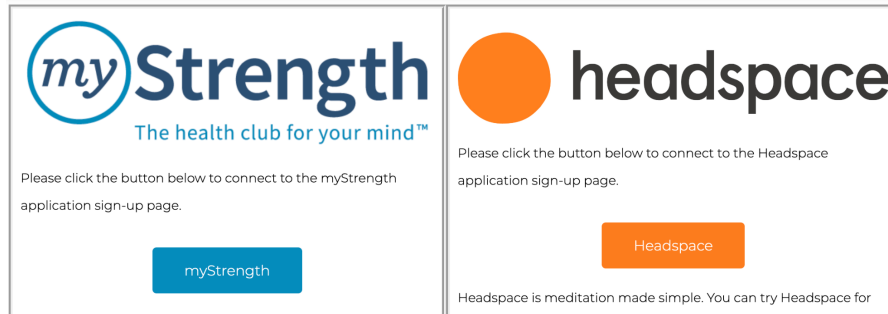 my Strength
The health club for your mind™
Please click the button below to connect to the myStrength
application sign-up page.
myStrength
headspace
Please click the button below to connect to the Headspace
application sign-up page.
Headspace
Headspace is meditation made simple. You can try Headspace for